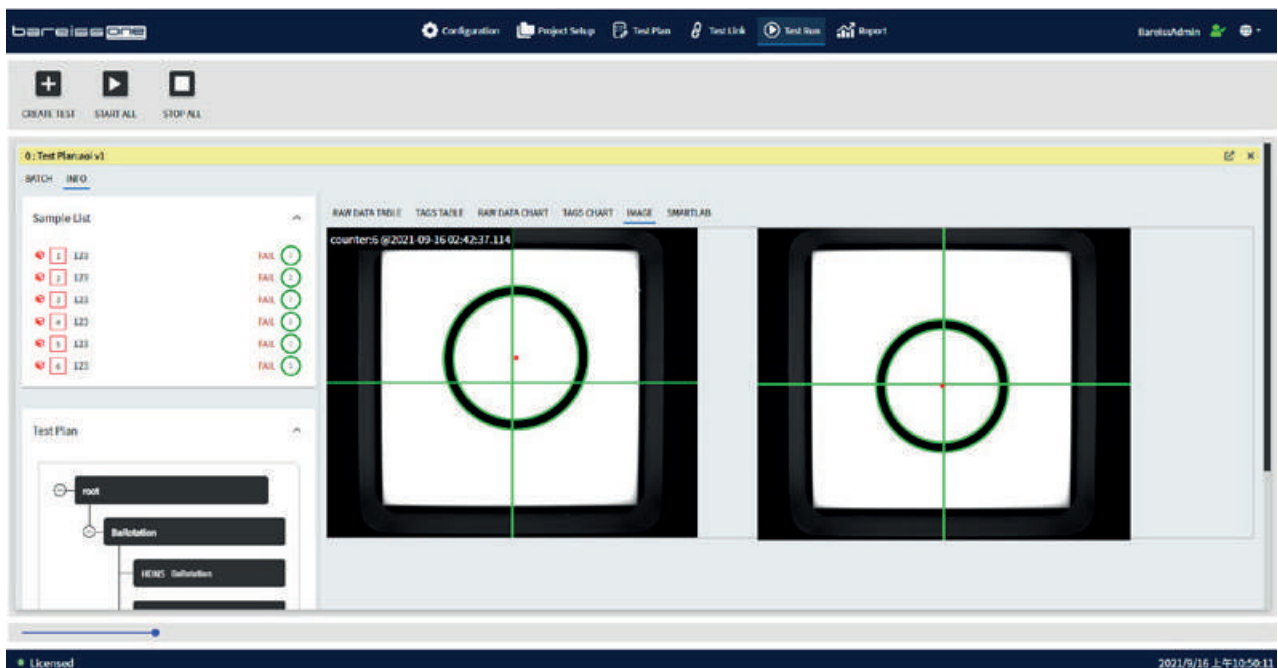 bareiss one
Configuration Project Setup Test Plan Test Link Test Run Report
BareissAdmin
CREATE TEST START ALL STOP ALL
0 : Test Plan:aoi v1
BATCH INFO
Sample List
RAW DATA TABLE TAGS TABLE RAW DATA CHART TAGS CHART IMAGE SMARTLAB
counter:6 @2021-09-16 02:42:37.114
1 123 FAIL
2 123 FAIL
3 123 FAIL
4 123 FAIL
5 123 FAIL
6 123 FAIL
Test Plan
root
BaRotation
Licensed
2021/9/16 上午10:50:11